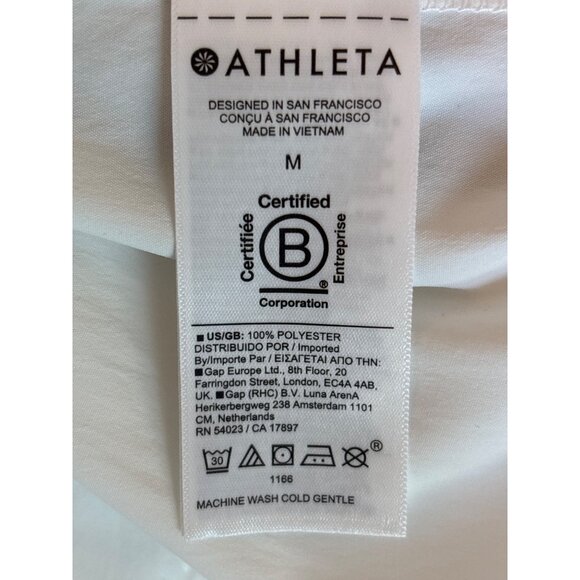 ATHLETA
DESIGNED IN SAN FRANCISCO
CONÇU À SAN FRANCISCO
MADE IN VIETNAM
M
Certified
Certifiée
B
Entreprise
®
Corporation
US/GB: 100% POLYESTER
DISTRIBUIDO POR / Imported
By/Importe Par / ΕΙΣΑΓΕΤΑΙ ΑΠΟ ΤΗΝ:
Gap Europe Ltd., 8th Floor, 20
Farringdon Street, London, EC4A 4AB,
UK. Gap (RHC) B.V. Luna ArenA
Herikerbergweg 238 Amsterdam 1101
CM, Netherlands
RN 54023 / CA 17897
30
®
1166
MACHINE WASH COLD GENTLE